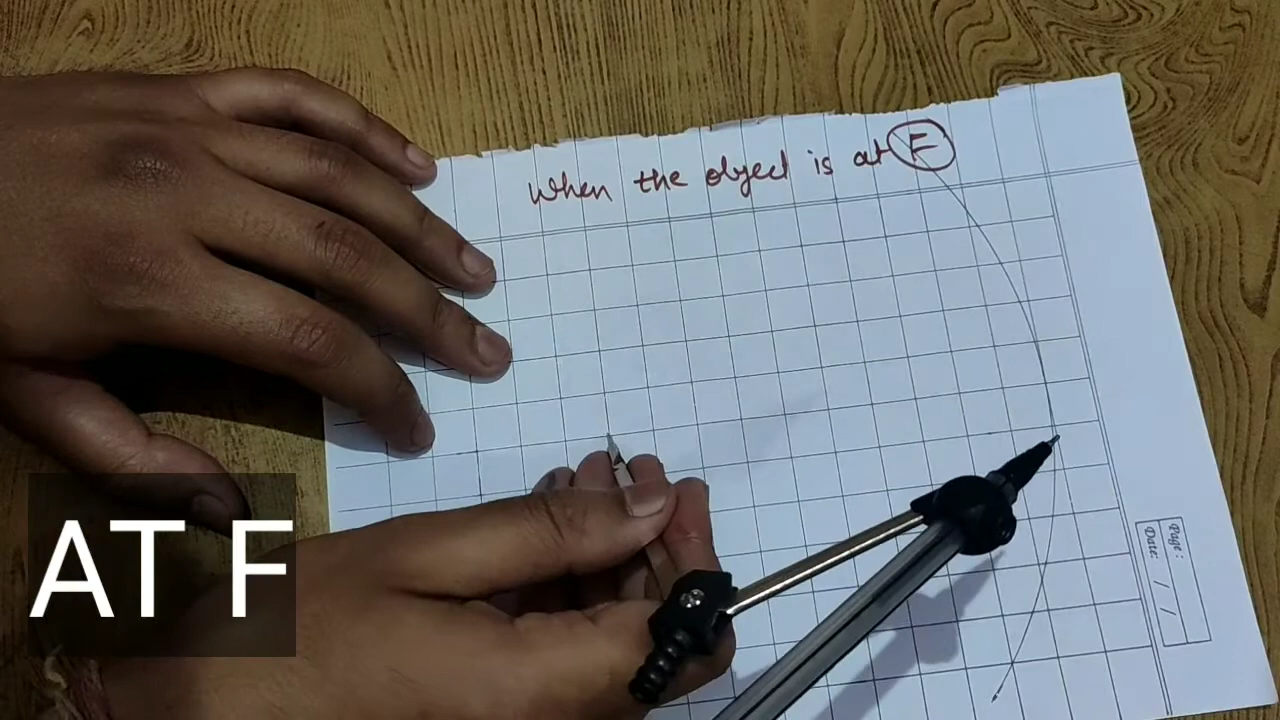 When the object is at F
AT F
Page:
Date: / /